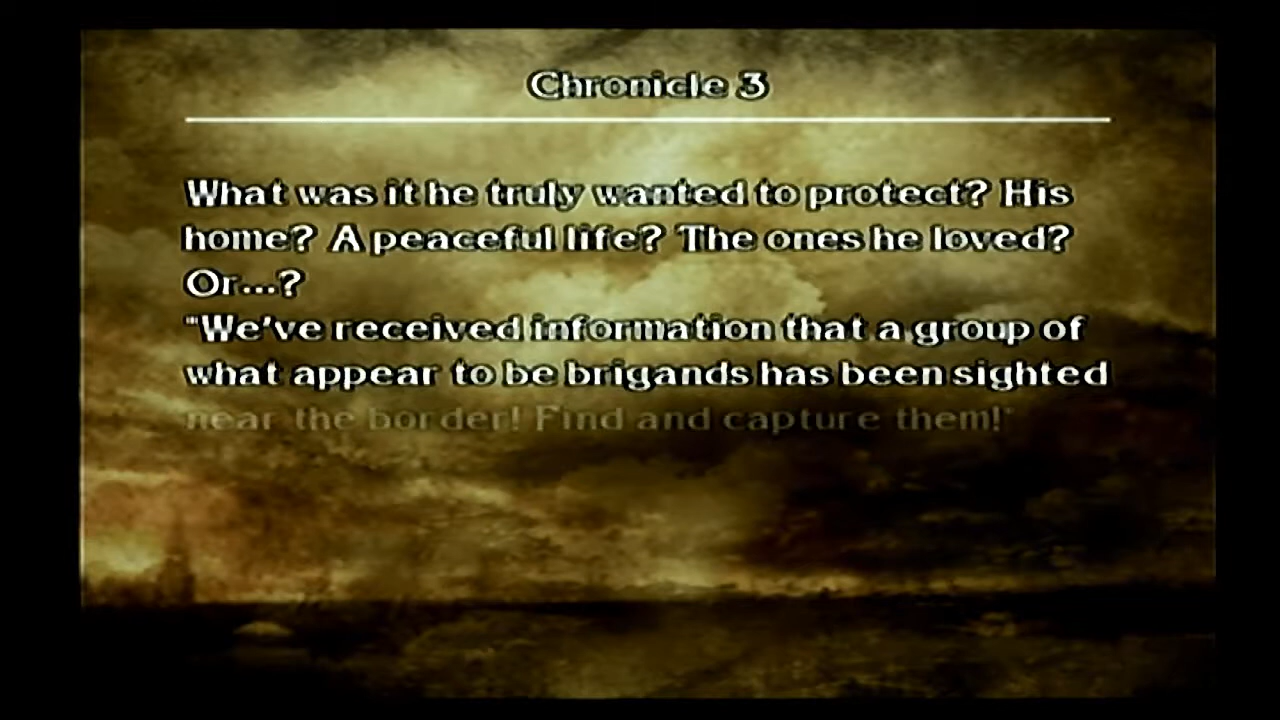 Chronicle 3
What was it he truly wanted to protect? His
home? A peaceful life? The ones he loved?
Or...?
"We've received information that a group of
what appear to be brigands has been sighted
near the border! Find and capture them!"